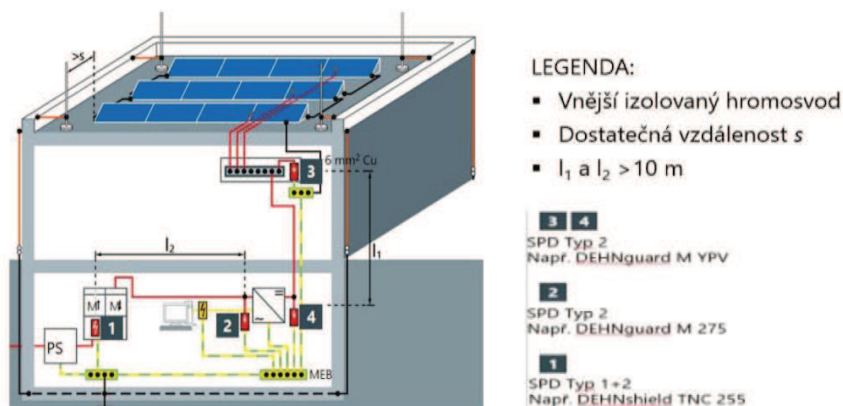 >s
LEGENDA:
▪ Vnější izolovaný hromosvod
▪ Dostatečná vzdálenost s
▪ l₁ a l₂ >10 m
6 mm² Cu
3
l₂
l₁
3 4
SPD Typ 2
Např. DEHNguard M YPV
M M
1
2
4
PS
MEB
2
SPD Typ 2
Např. DEHNguard M 275
1
SPD Typ 1+2
Např. DEHNshield TNC 255